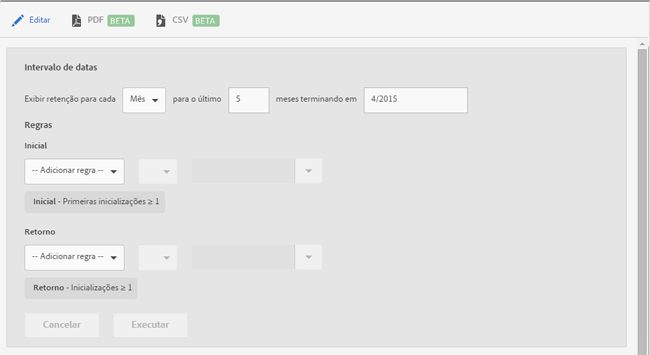 Editar PDF BETA CSV BETA
Intervalo de datas
Exibir retenção para cada Mês para o último 5 meses terminando em 4/2015
Regras
Inicial
-- Adicionar regra --
Inicial - Primeiras inicializações ≥ 1
Retorno
-- Adicionar regra --
Retorno - Inicializações ≥ 1
Cancelar Executar